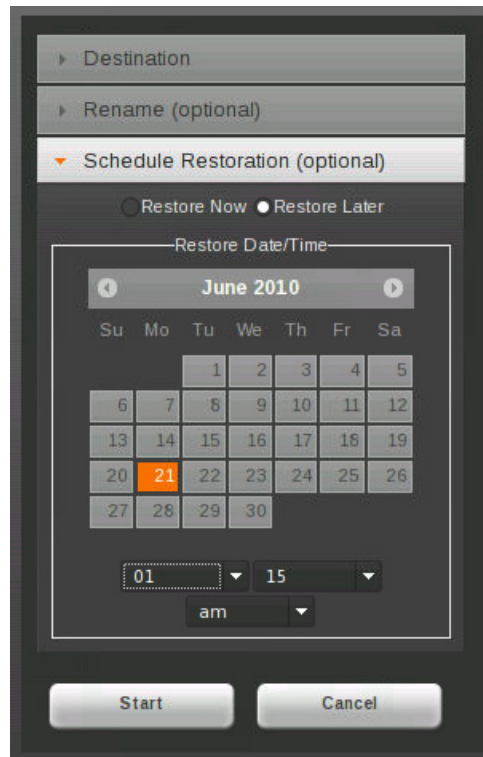 Destination
Rename (optional)
Schedule Restoration (optional)
Restore Now Restore Later
Restore Date/Time
June 2010
Su Mo Tu We Th Fr Sa
1 2 3 4 5
6 7 8 9 10 11 12
13 14 15 16 17 18 19
20 21 22 23 24 25 26
27 28 29 30
01 15
am
Start Cancel